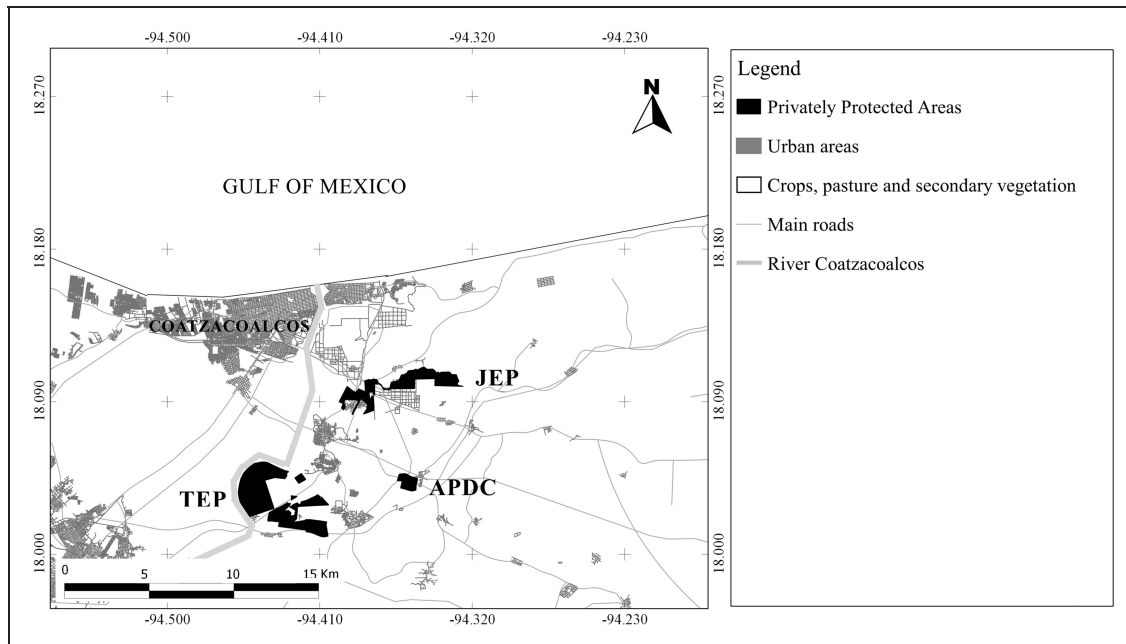 -94.500 -94.410 -94.320 -94.230
18.270 18.270
N
GULF OF MEXICO
18.180 18.180
COATZACOALCOS
JEP
18.090 18.090
TEP
APDC
18.000 18.000
0 5 10 15 Km
-94.500 -94.410 -94.320 -94.230
Legend
Privately Protected Areas
Urban areas
Crops, pasture and secondary vegetation
Main roads
River Coatzacoalcos